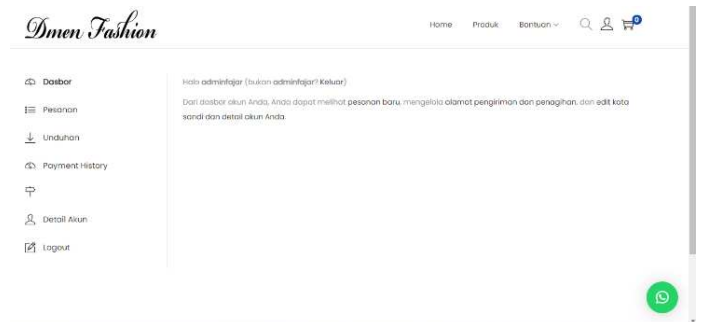 Dmen Fashion
Home Produk Bantuan
0
Dasbor
Pesanan
Unduhan
Payment History
Detail Akun
Logout
Halo adminfajar (bukan adminfajar? Keluar)
Dari dasbor akun Anda, Anda dapat melihat pesanan baru, mengelola alamat pengiriman dan penagihan, dan edit kata
sandi dan detail akun Anda.